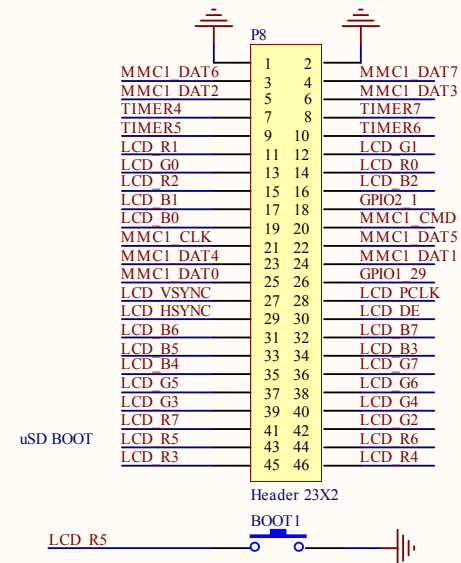 P8
1 2
MMC1_DAT6 3 4 MMC1_DAT7
MMC1_DAT2 5 6 MMC1_DAT3
TIMER4 7 8 TIMER7
TIMER5 9 10 TIMER6
LCD_R1 11 12 LCD_G1
LCD_G0 13 14 LCD_R0
LCD_R2 15 16 LCD_B2
LCD_B1 17 18 GPIO2_1
LCD_B0 19 20 MMC1_CMD
MMC1_CLK 21 22 MMC1_DAT5
MMC1_DAT4 23 24 MMC1_DAT1
MMC1_DAT0 25 26 GPIO1_29
LCD_VSYNC 27 28 LCD_PCLK
LCD_HSYNC 29 30 LCD_DE
LCD_B6 31 32 LCD_B7
LCD_B5 33 34 LCD_B3
LCD_B4 35 36 LCD_G7
LCD_G5 37 38 LCD_G6
LCD_G3 39 40 LCD_G4
LCD_R7 41 42 LCD_G2
uSD BOOT LCD_R5 43 44 LCD_R6
LCD_R3 45 46 LCD_R4
Header 23X2
BOOT1
LCD_R5